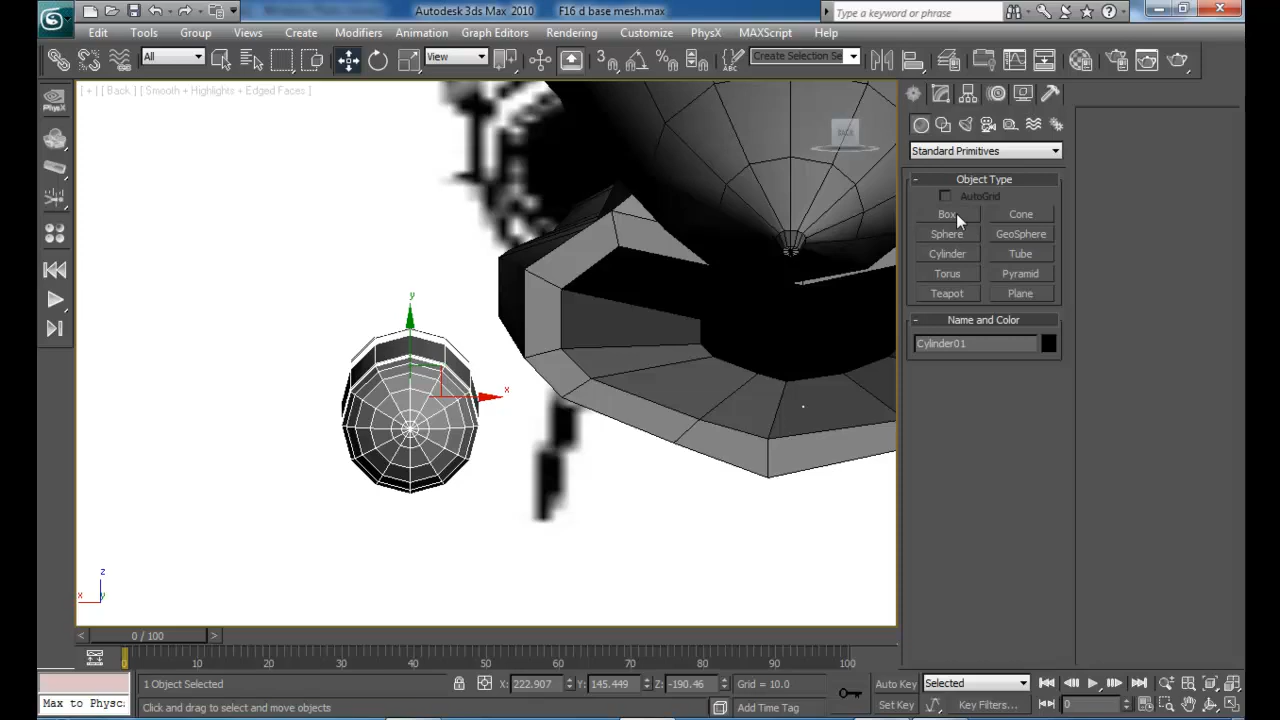 Autodesk 3ds Max 2010 F16 d base mesh.max
Type a keyword or phrase
Edit Tools Group Views Create Modifiers Animation Graph Editors Rendering Customize PhysX MAXScript Help
All
View
3
Create Selection Se
[ + ] [ Back ] [ Smooth + Highlights + Edged Faces ]
BACK
PhysX
Standard Primitives
- Object Type
AutoGrid
Box Cone
Sphere GeoSphere
Cylinder Tube
Torus Pyramid
Teapot Plane
- Name and Color
Cylinder01
y
x
z
x y
< 0 / 100 >
0 10 20 30 40 50 60 70 80 90 100
1 Object Selected X: 222.907 Y: 145.449 Z: -190.46 Grid = 10.0 Auto Key Selected
Max to Physc: Click and drag to select and move objects Add Time Tag Set Key Key Filters... 0